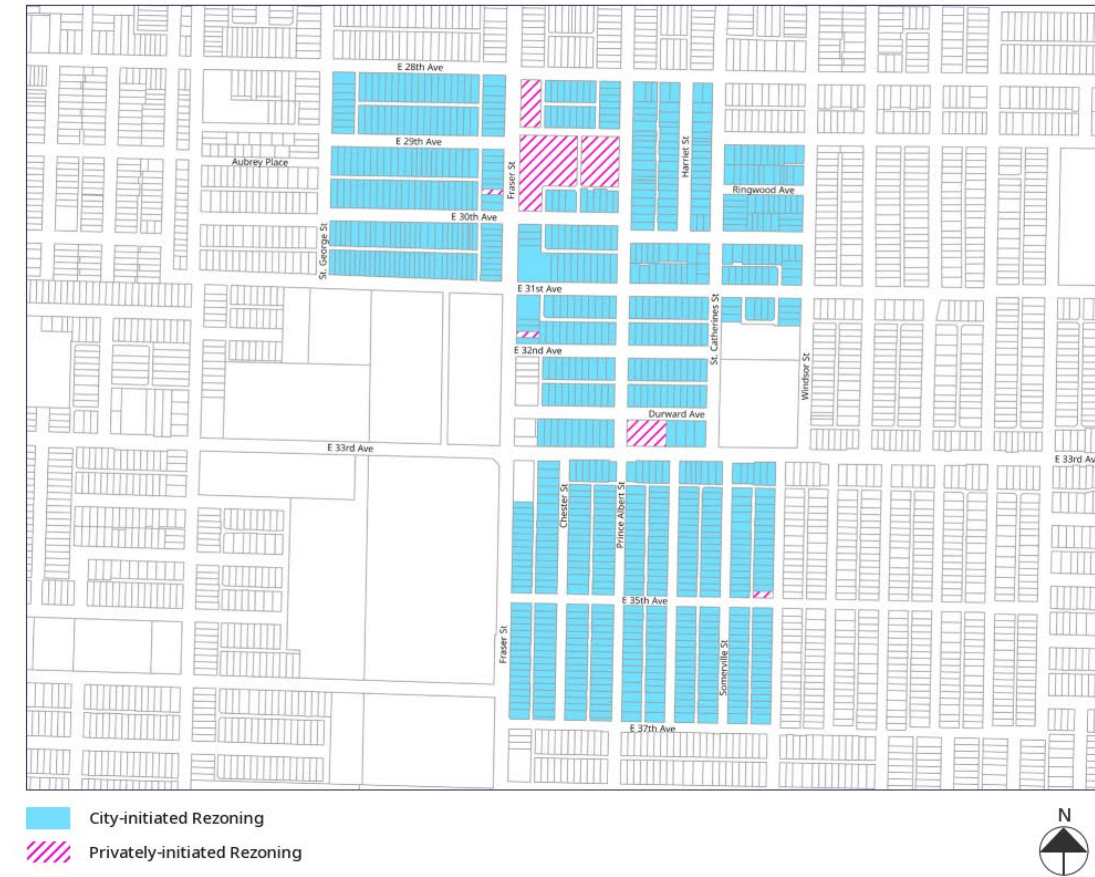 E 28th Ave
E 29th Ave
Aubrey Place
Fraser St
Harriet St
Ringwood Ave
E 30th Ave
St. George St
E 31st Ave
St. Catherines St
E 32nd Ave
Windsor St
Durward Ave
E 33rd Ave
E 33rd Av
Chester St
Prince Albert St
E 35th Ave
Fraser St
Somerville St
E 37th Ave
City-initiated Rezoning
Privately-initiated Rezoning
N